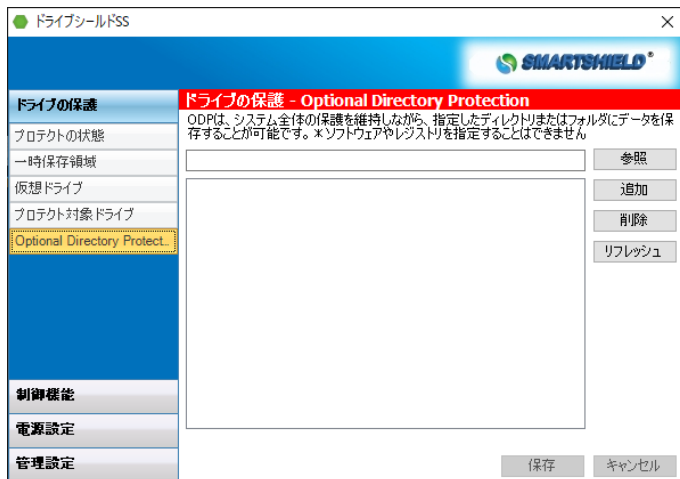 ドライブシールドSS
SMARTSHIELD®
ドライブの保護
プロテクトの状態
一時保存領域
仮想ドライブ
プロテクト対象ドライブ
Optional Directory Protect..
制御機能
電源設定
管理設定
ドライブの保護 - Optional Directory Protection
ODPは、システム全体の保護を維持しながら、指定したディレクトリまたはフォルダにデータを保
存することが可能です。＊ソフトウェアやレジストリを指定することはできません
参照
追加
削除
リフレッシュ
保存
キャンセル